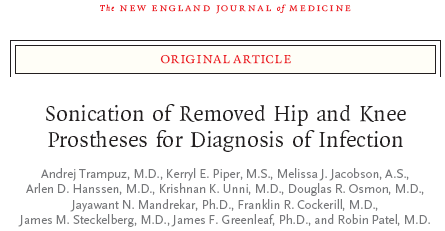 The NEW ENGLAND JOURNAL of MEDICINE
ORIGINAL ARTICLE
Sonication of Removed Hip and Knee
Prostheses for Diagnosis of Infection
Andrej Trampuz, M.D., Kerryl E. Piper, M.S., Melissa J. Jacobson, A.S.,
Arlen D. Hanssen, M.D., Krishnan K. Unni, M.D., Douglas R. Osmon, M.D.,
Jayawant N. Mandrekar, Ph.D., Franklin R. Cockerill, M.D.,
James M. Steckelberg, M.D., James F. Greenleaf, Ph.D., and Robin Patel, M.D.